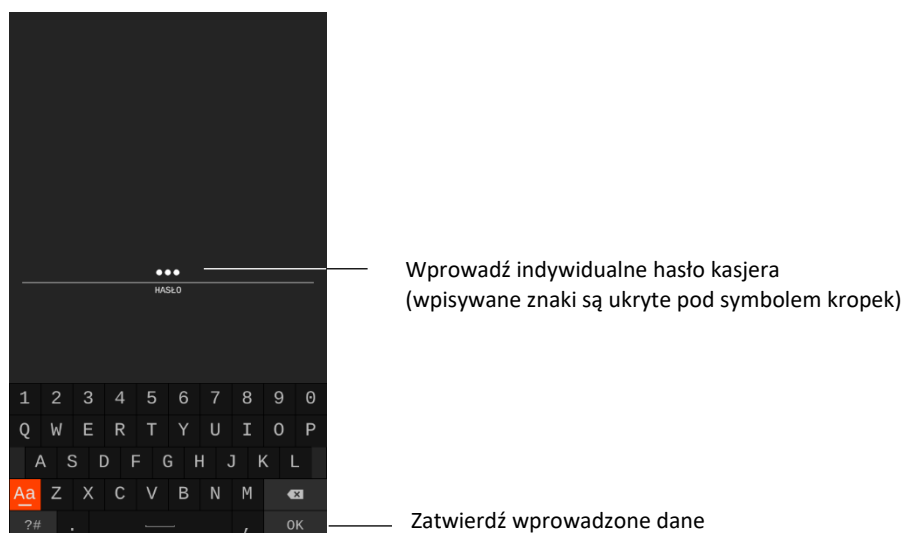 •••
HASŁO
Wprowadź indywidualne hasło kasjera
(wpisywane znaki są ukryte pod symbolem kropek)
1 2 3 4 5 6 7 8 9 0
Q W E R T Y U I O P
A S D F G H J K L
Aa Z X C V B N M
?# . , OK
Zatwierdź wprowadzone dane